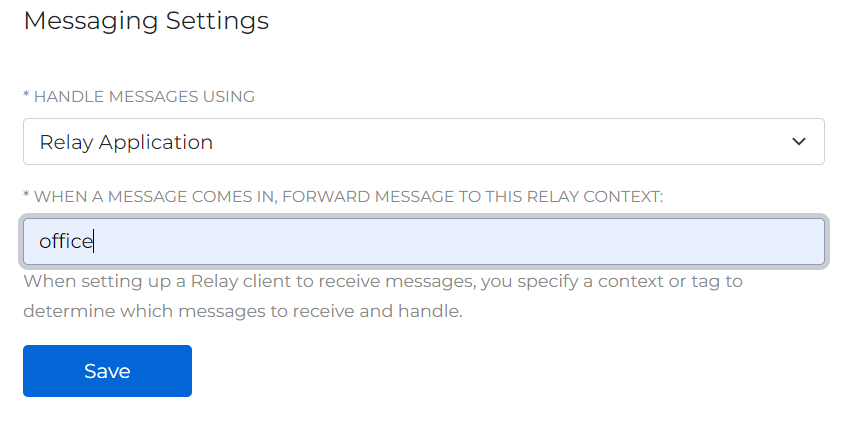 Messaging Settings
* HANDLE MESSAGES USING
Relay Application
* WHEN A MESSAGE COMES IN, FORWARD MESSAGE TO THIS RELAY CONTEXT:
office
When setting up a Relay client to receive messages, you specify a context or tag to
determine which messages to receive and handle.
Save